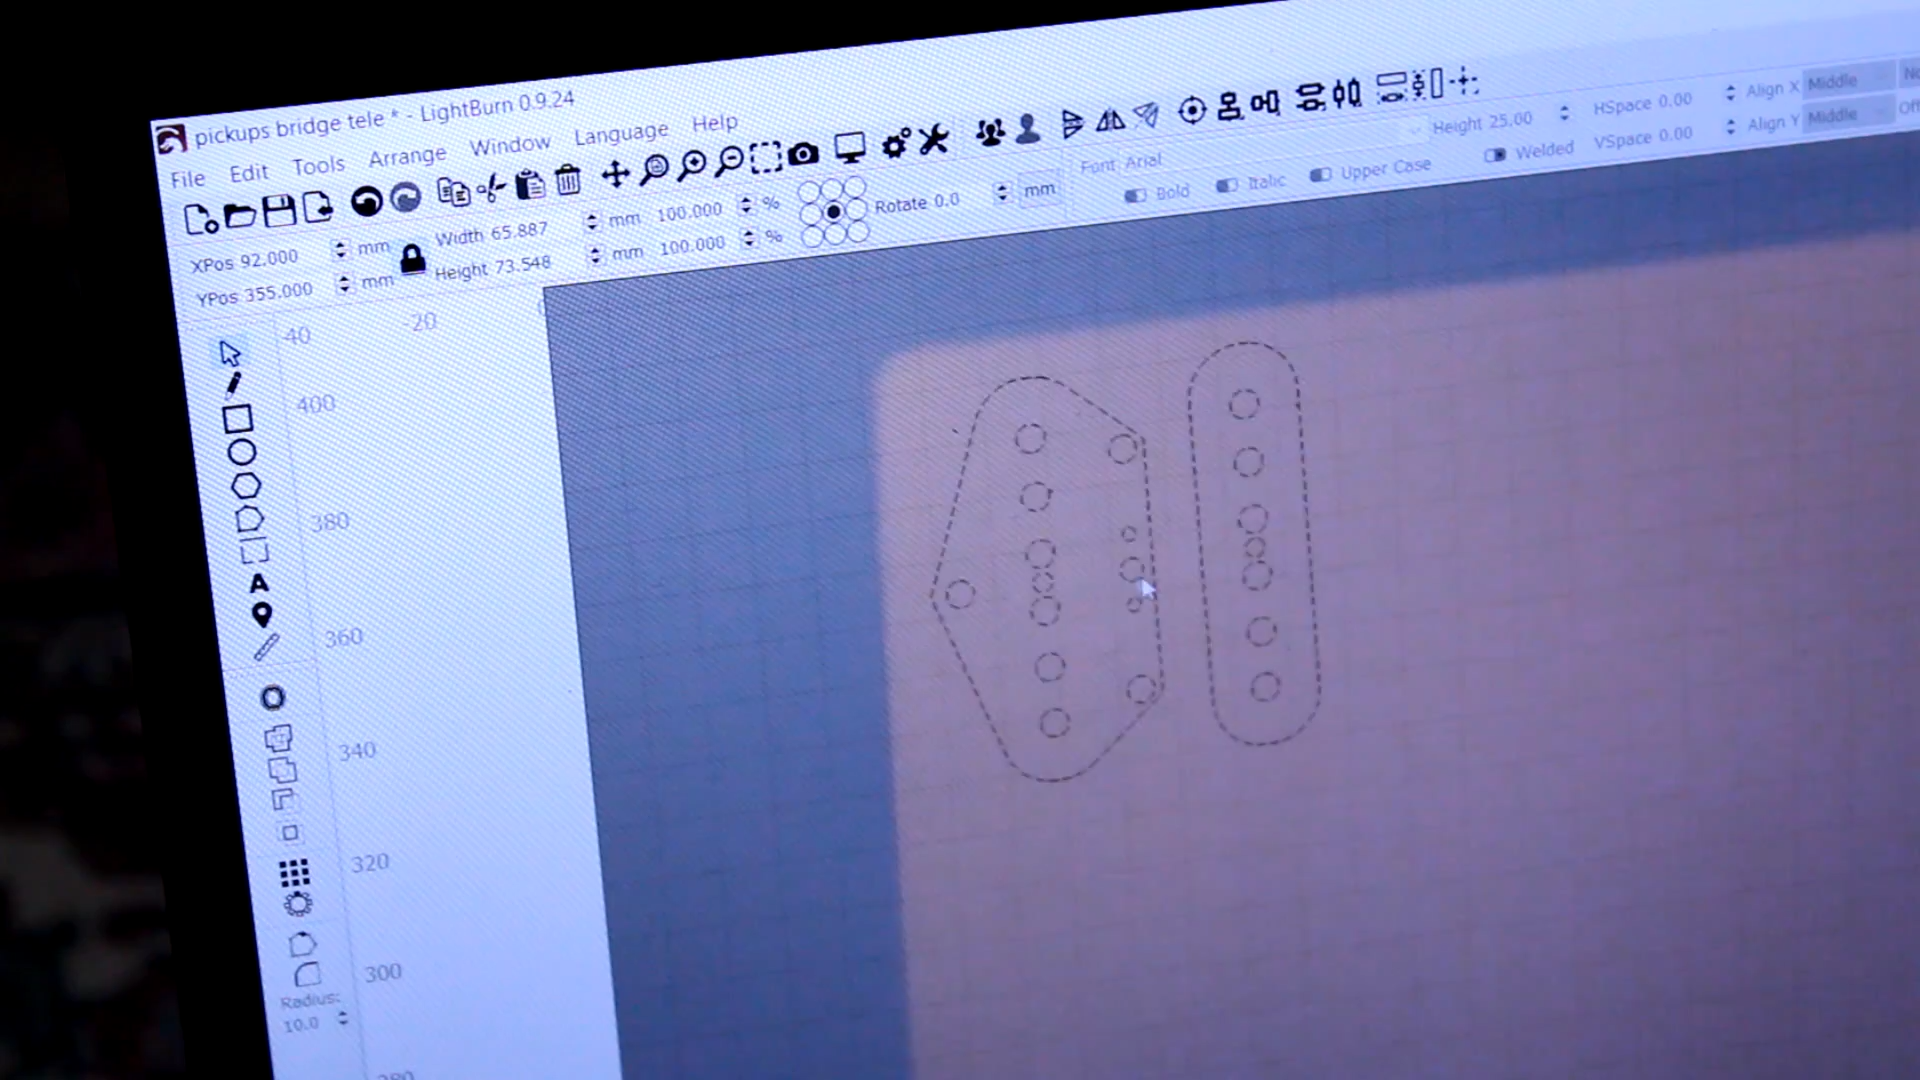 pickups bridge tele * - LightBurn 0.9.24
File Edit Tools Arrange Window Language Help
XPos 92.000 mm Width 65.887 mm 100.000 % Rotate 0.0 mm Font Arial Height 25.00 HSpace 0.00 Align X Middle
YPos 355.000 mm Height 73.548 mm 100.000 % Bold Italic Upper Case Welded VSpace 0.00 Align Y Middle
40 -20
400
380
A
360
340
320
300
Radius:
10.0